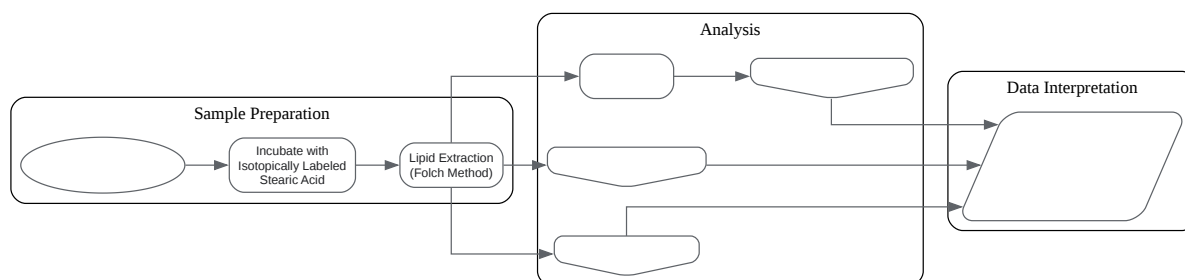 Sample Preparation
Incubate with
Isotopically Labeled
Stearic Acid
Lipid Extraction
(Folch Method)
Analysis
Data Interpretation